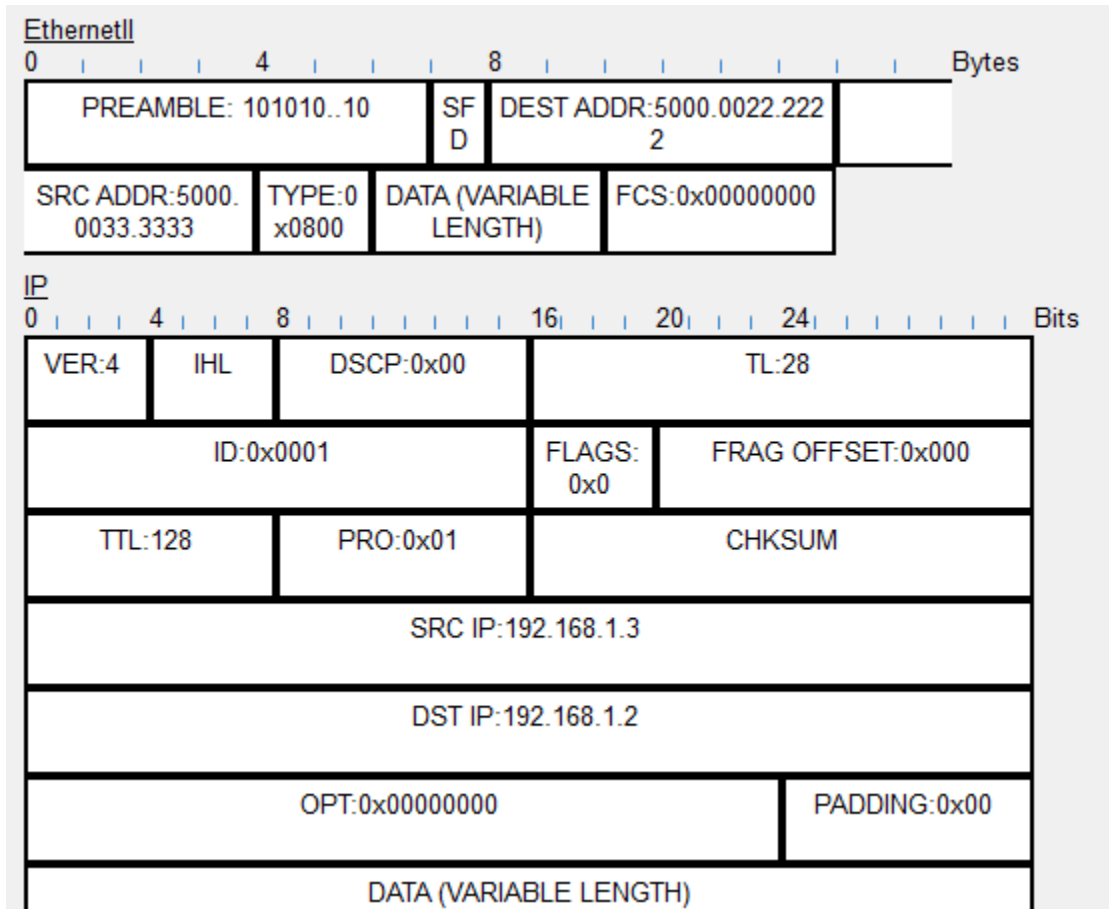 EthernetII
0 4 8 Bytes
PREAMBLE: 101010..10 SF DEST ADDR:5000.0022.222
D 2
SRC ADDR:5000. TYPE:0 DATA (VARIABLE FCS:0x00000000
0033.3333 x0800 LENGTH)
IP
0 4 8 16 20 24 Bits
VER:4 IHL DSCP:0x00 TL:28
ID:0x0001 FLAGS: FRAG OFFSET:0x000
0x0
TTL:128 PRO:0x01 CHKSUM
SRC IP:192.168.1.3
DST IP:192.168.1.2
OPT:0x00000000 PADDING:0x00
DATA (VARIABLE LENGTH)